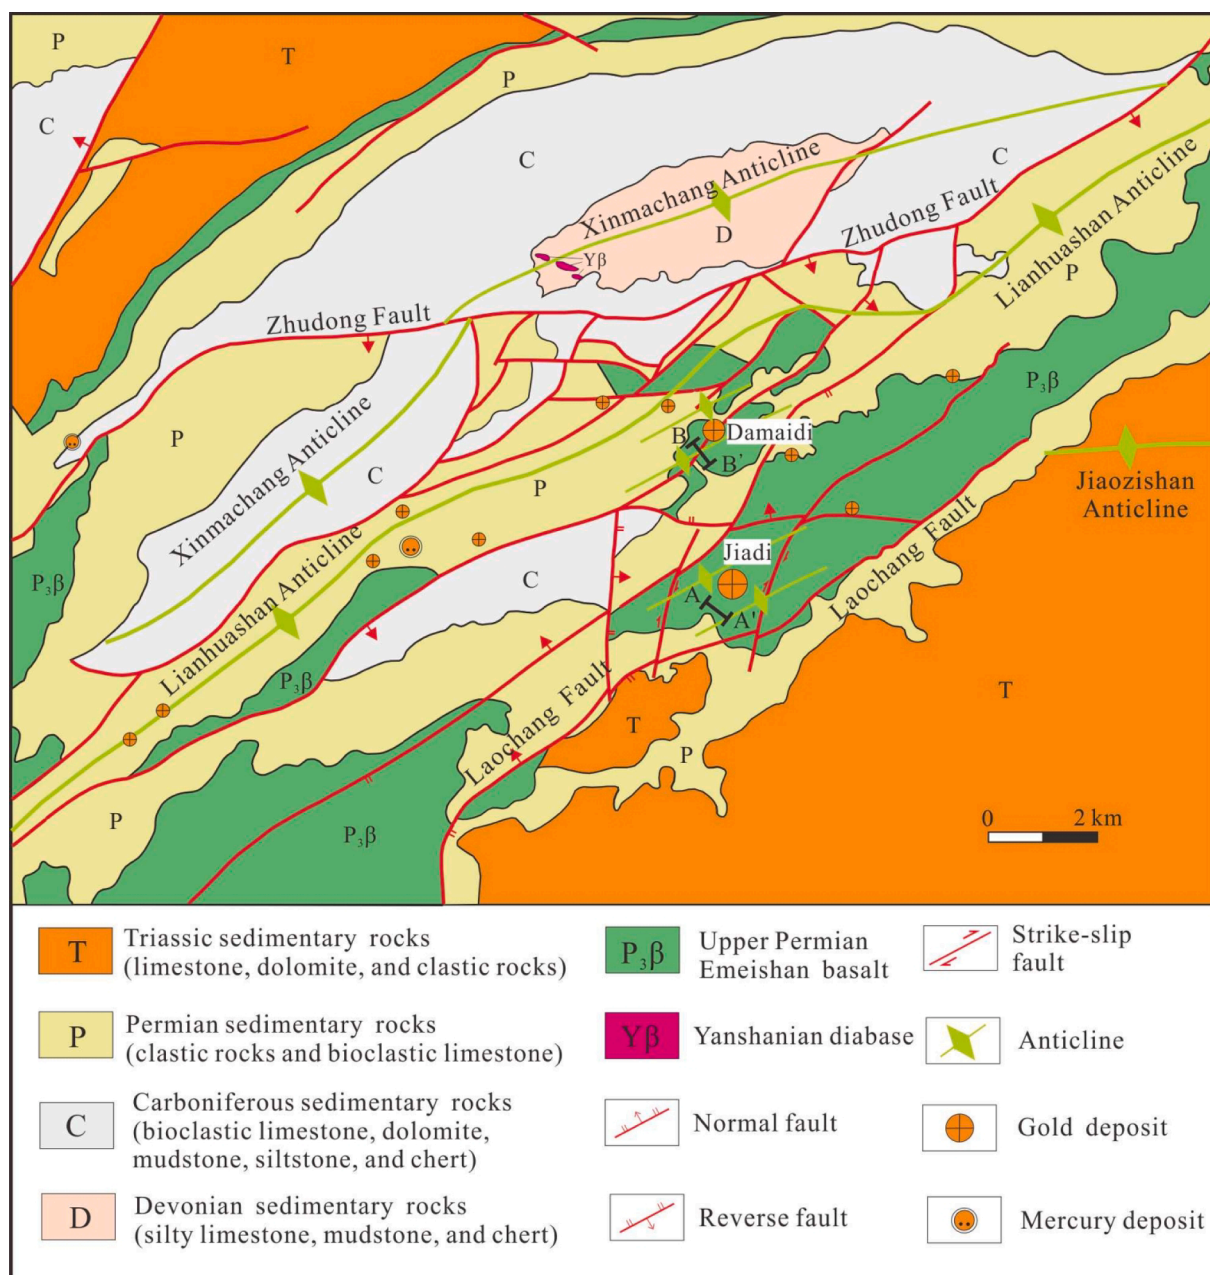 P
T
P
C
C
C
Xinmachang Anticline
D
Yβ
Zhudong Fault
Lianhuashan Anticline
P
Zhudong Fault
P
P₃β
B
Damaidi
B'
Jiaozishan
Anticline
Xinmachang Anticline
C
P
P₃β
Lianhuashan Anticline
C
Jiadi
A
A'
Laochang Fault
P₃β
Laochang Fault
T
T
P
P
P₃β
0 2 km
T
Triassic sedimentary rocks
(limestone, dolomite, and clastic rocks)
P
Permian sedimentary rocks
(clastic rocks and bioclastic limestone)
C
Carboniferous sedimentary rocks
(bioclastic limestone, dolomite,
mudstone, siltstone, and chert)
D
Devonian sedimentary rocks
(silty limestone, mudstone, and chert)
P₃β
Upper Permian
Emeishan basalt
Yβ
Yanshanian diabase
Normal fault
Reverse fault
Strike-slip
fault
Anticline
Gold deposit
Mercury deposit